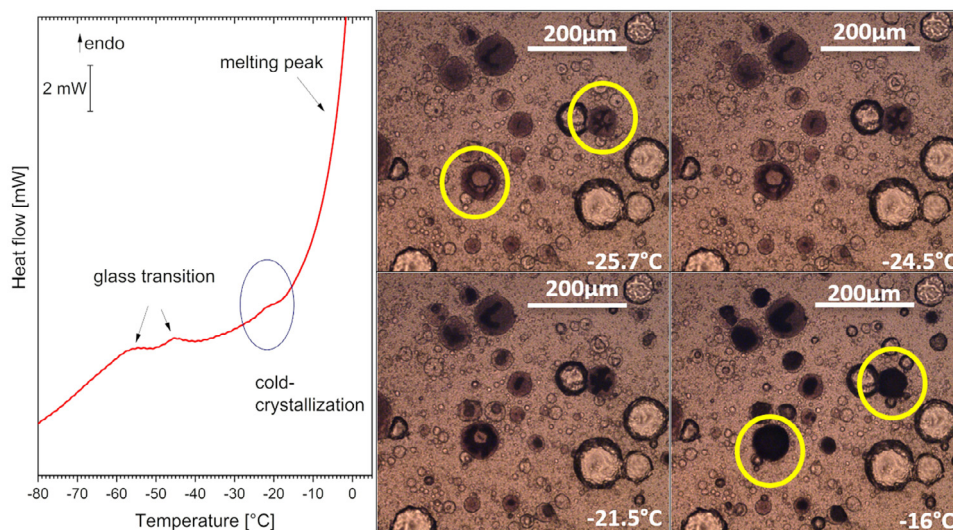 endo
2 mW
melting peak
glass transition
cold-
crystallization
Heat flow [mW]
-80 -70 -60 -50 -40 -30 -20 -10 0
Temperature [°C]
200µm
-25.7°C
200µm
-24.5°C
200µm
-21.5°C
200µm
-16°C